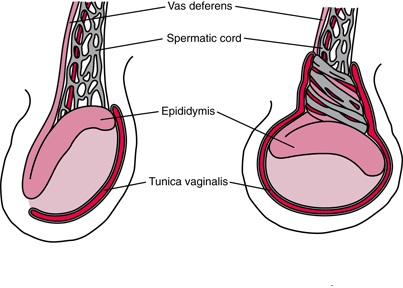 Vas deferens
Spermatic cord
Epididymis
Tunica vaginalis